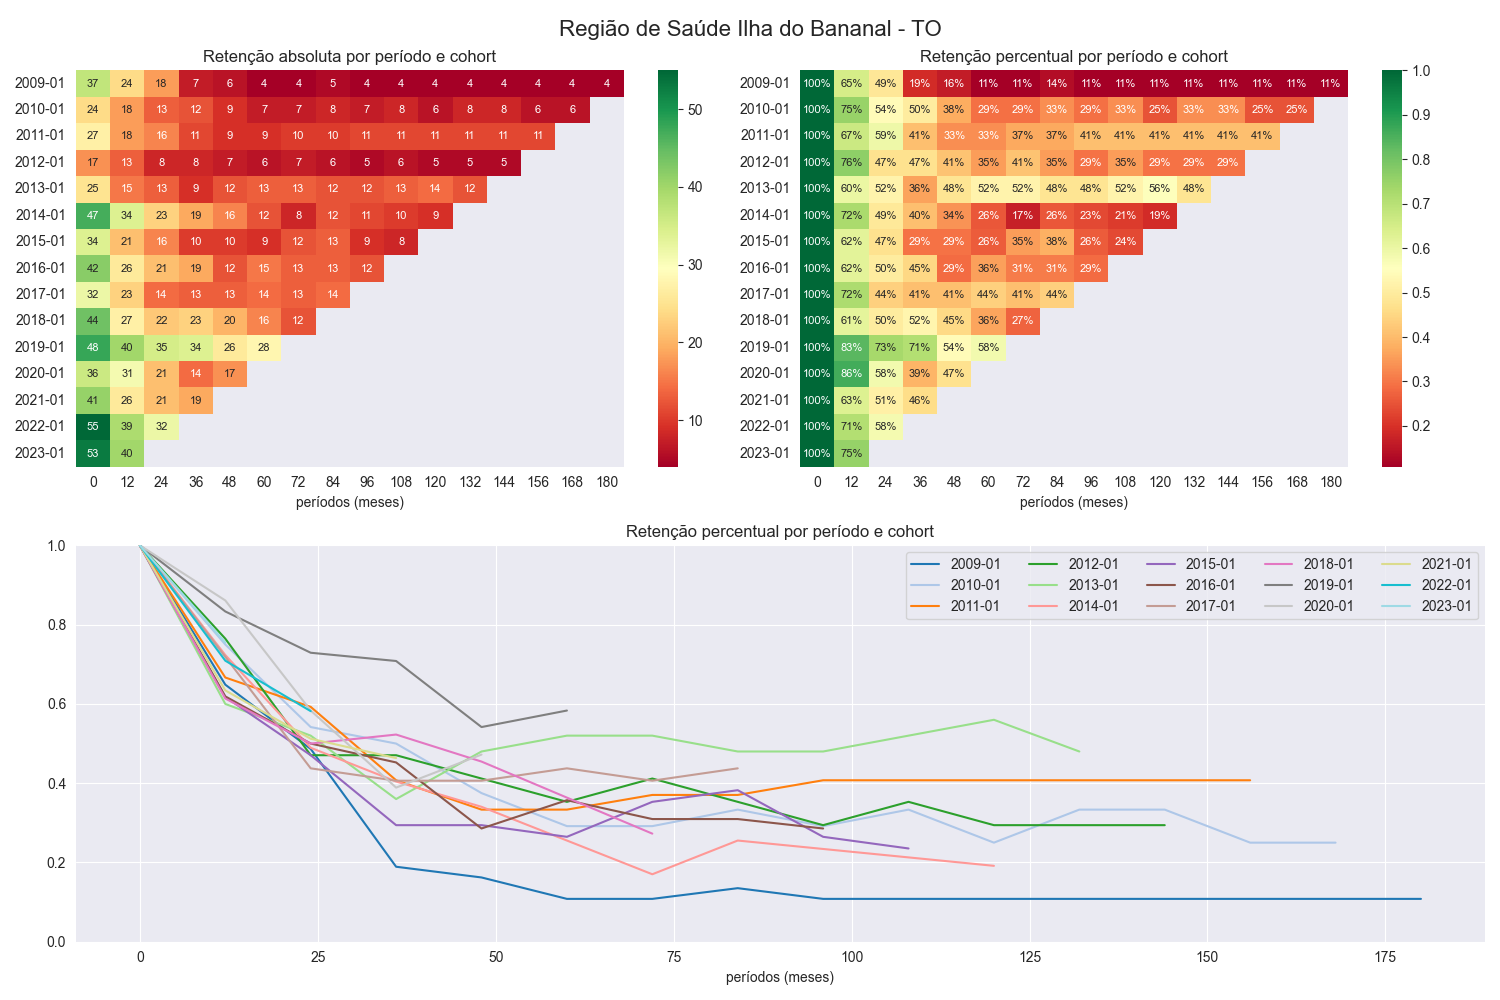 Região de Saúde Ilha do Bananal - TO
Retenção absoluta por período e cohort
2009-01 37 24 18 7 6 4 4 5 4 4 4 4 4 4 4 4
2010-01 24 18 13 12 9 7 7 8 7 8 6 8 8 6 6
2011-01 27 18 16 11 9 9 10 10 11 11 11 11 11 11
2012-01 17 13 8 8 7 6 7 6 5 6 5 5 5
2013-01 25 15 13 9 12 13 13 12 12 13 14 12
2014-01 47 34 23 19 16 12 8 12 11 10 9
2015-01 34 21 16 10 10 9 12 13 9 8
2016-01 42 26 21 19 12 15 13 13 12
2017-01 32 23 14 13 13 14 13 14
2018-01 44 27 22 23 20 16 12
2019-01 48 40 35 34 26 28
2020-01 36 31 21 14 17
2021-01 41 26 21 19
2022-01 55 39 32
2023-01 53 40
0 12 24 36 48 60 72 84 96 108 120 132 144 156 168 180
períodos (meses)
50
40
30
20
10
Retenção percentual por período e cohort
2009-01 100% 65% 49% 19% 16% 11% 11% 14% 11% 11% 11% 11% 11% 11% 11% 11%
2010-01 100% 75% 54% 50% 38% 29% 29% 33% 29% 33% 25% 33% 33% 25% 25%
2011-01 100% 67% 59% 41% 33% 33% 37% 37% 41% 41% 41% 41% 41% 41%
2012-01 100% 76% 47% 47% 41% 35% 41% 35% 29% 35% 29% 29% 29%
2013-01 100% 60% 52% 36% 48% 52% 52% 48% 48% 52% 56% 48%
2014-01 100% 72% 49% 40% 34% 26% 17% 26% 23% 21% 19%
2015-01 100% 62% 47% 29% 29% 26% 35% 38% 26% 24%
2016-01 100% 62% 50% 45% 29% 36% 31% 31% 29%
2017-01 100% 72% 44% 41% 41% 44% 41% 44%
2018-01 100% 61% 50% 52% 45% 36% 27%
2019-01 100% 83% 73% 71% 54% 58%
2020-01 100% 86% 58% 39% 47%
2021-01 100% 63% 51% 46%
2022-01 100% 71% 58%
2023-01 100% 75%
0 12 24 36 48 60 72 84 96 108 120 132 144 156 168 180
períodos (meses)
1.0
0.9
0.8
0.7
0.6
0.5
0.4
0.3
0.2
Retenção percentual por período e cohort
1.0
0.8
0.6
0.4
0.2
0.0
2009-01 2012-01 2015-01 2018-01 2021-01
2010-01 2013-01 2016-01 2019-01 2022-01
2011-01 2014-01 2017-01 2020-01 2023-01
0 25 50 75 100 125 150 175
períodos (meses)